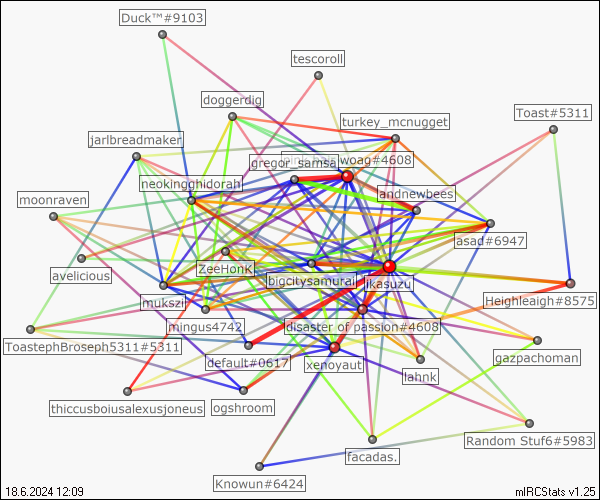 Duck™#9103
tescoroll
doggerdig
Toast#5311
turkey_mcnugget
jarlbreadmaker
woag#4608
gregor_samsa
neokingghidorah
andnewbees
moonraven
asad#6947
avelicious
ZeeHonK
bigcitysamurai
jikasuzu
mukszi
Heighleaigh#8575
mingus4742
disaster of passion#4608
Toastepheroseph5311#5311
default#0617
xenoyaut
gazpachoman
lahnk
thiccusboiusalexusjoneus
ogshroom
Random Stuf6#5983
facadas.
Knowun#6424
18.6.2024 12:09
mIRCStats v1.25